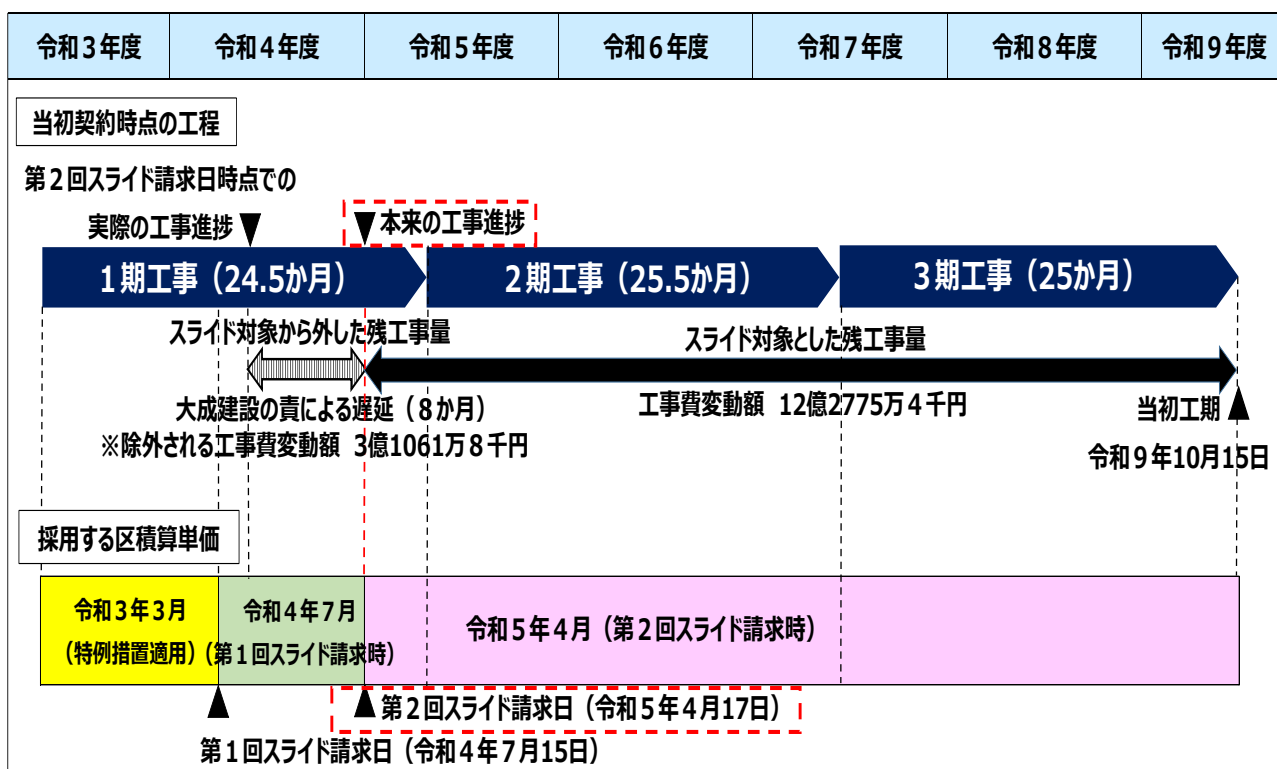 令和3年度 令和4年度 令和5年度 令和6年度 令和7年度 令和8年度 令和9年度
当初契約時点の工程
第2回スライド請求日時点での
実際の工事進捗▼ ▼本来の工事進捗
1期工事（24.5か月） 2期工事（25.5か月） 3期工事（25か月）
スライド対象から外した残工事量 スライド対象とした残工事量
大成建設の責による遅延（８か月） 工事費変動額 12億2775万４千円 当初工期▲
※除外される工事費変動額 3億1061万８千円
令和９年10月15日
採用する区積算単価
令和３年３月 令和４年７月 令和５年４月（第２回スライド請求時）
（特例措置適用）（第１回スライド請求時）
▲ ▲第２回スライド請求日（令和５年４月17日）
第１回スライド請求日（令和４年７月15日）